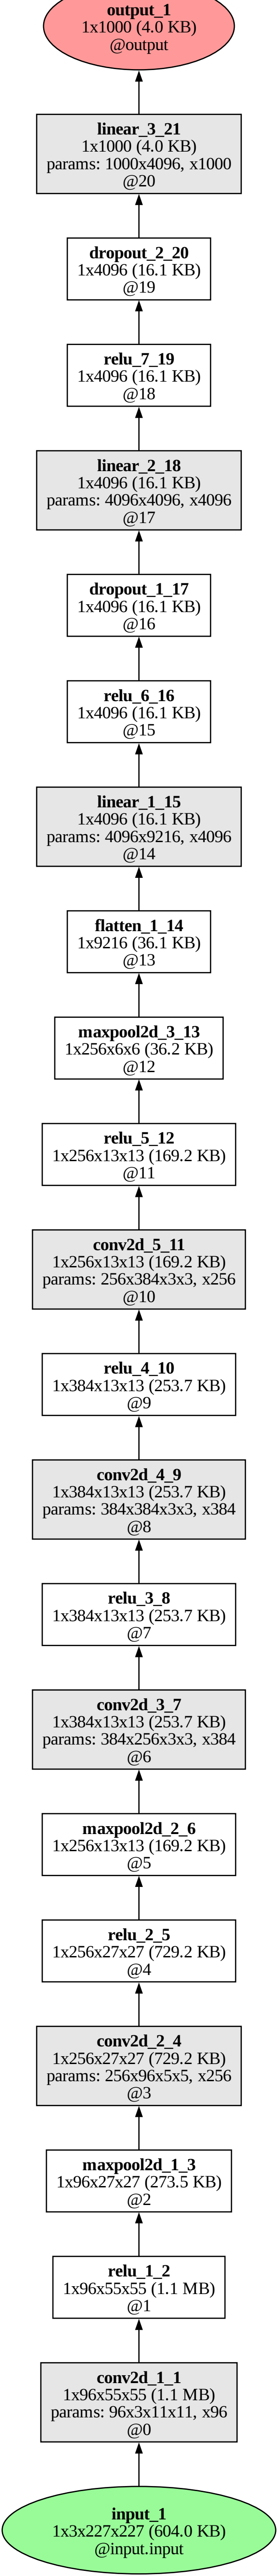 output_1
1x1000 (4.0 KB)
@output
linear_3_21
1x1000 (4.0 KB)
params: 1000x4096, x1000
@20
dropout_2_20
1x4096 (16.1 KB)
@19
relu_7_19
1x4096 (16.1 KB)
@18
linear_2_18
1x4096 (16.1 KB)
params: 4096x4096, x4096
@17
dropout_1_17
1x4096 (16.1 KB)
@16
relu_6_16
1x4096 (16.1 KB)
@15
linear_1_15
1x4096 (16.1 KB)
params: 4096x9216, x4096
@14
flatten_1_14
1x9216 (36.1 KB)
@13
maxpool2d_3_13
1x256x6x6 (36.2 KB)
@12
relu_5_12
1x256x13x13 (169.2 KB)
@11
conv2d_5_11
1x256x13x13 (169.2 KB)
params: 256x384x3x3, x256
@10
relu_4_10
1x384x13x13 (253.7 KB)
@9
conv2d_4_9
1x384x13x13 (253.7 KB)
params: 384x384x3x3, x384
@8
relu_3_8
1x384x13x13 (253.7 KB)
@7
conv2d_3_7
1x384x13x13 (253.7 KB)
params: 384x256x3x3, x384
@6
maxpool2d_2_6
1x256x13x13 (169.2 KB)
@5
relu_2_5
1x256x27x27 (729.2 KB)
@4
conv2d_2_4
1x256x27x27 (729.2 KB)
params: 256x96x5x5, x256
@3
maxpool2d_1_3
1x96x27x27 (273.5 KB)
@2
relu_1_2
1x96x55x55 (1.1 MB)
@1
conv2d_1_1
1x96x55x55 (1.1 MB)
params: 96x3x11x11, x96
@0
input_1
1x3x227x227 (604.0 KB)
@input.input